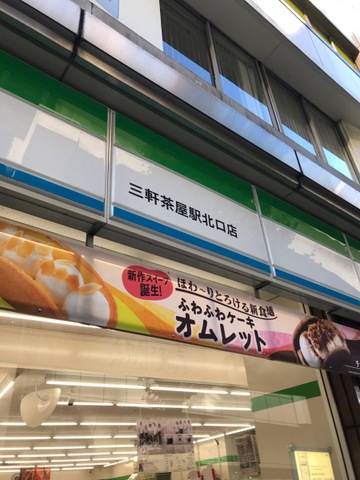 三軒茶屋駅北口店
新作スイーツ
誕生!
ほわ〜りとろける新食感
ふわふわケーキ
オムレット